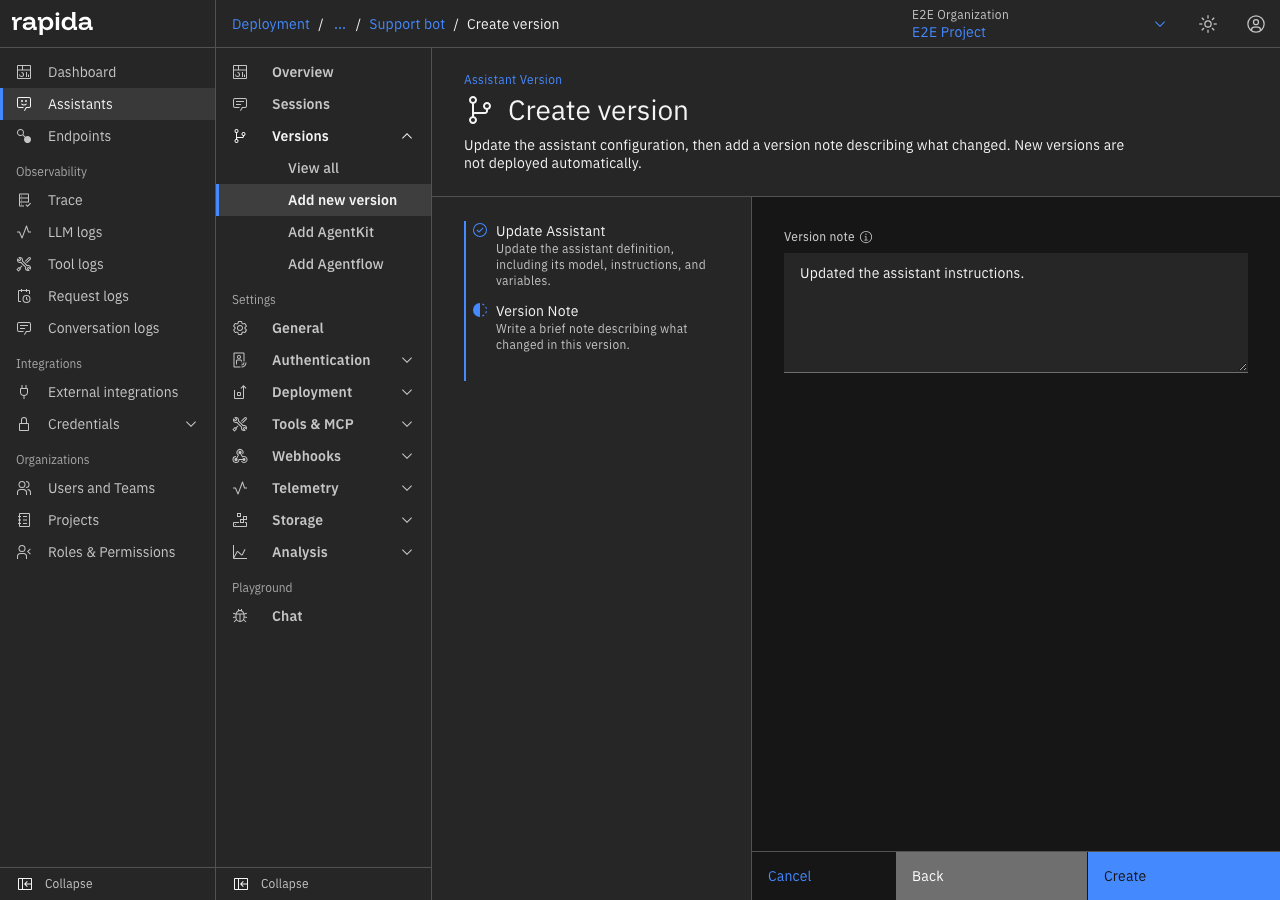 rapida
Deployment / ... / Support bot / Create version
E2E Organization
E2E Project
Dashboard
Assistants
Endpoints
Observability
Trace
LLM logs
Tool logs
Request logs
Conversation logs
Integrations
External integrations
Credentials
Organizations
Users and Teams
Projects
Roles & Permissions
Collapse
Overview
Sessions
Versions
View all
Add new version
Add AgentKit
Add Agentflow
Settings
General
Authentication
Deployment
Tools & MCP
Webhooks
Telemetry
Storage
Analysis
Playground
Chat
Collapse
Assistant Version
Create version
Update the assistant configuration, then add a version note describing what changed. New versions are
not deployed automatically.
Update Assistant
Update the assistant definition,
including its model, instructions, and
variables.
Version Note
Write a brief note describing what
changed in this version.
Version note
Updated the assistant instructions.
Cancel
Back
Create